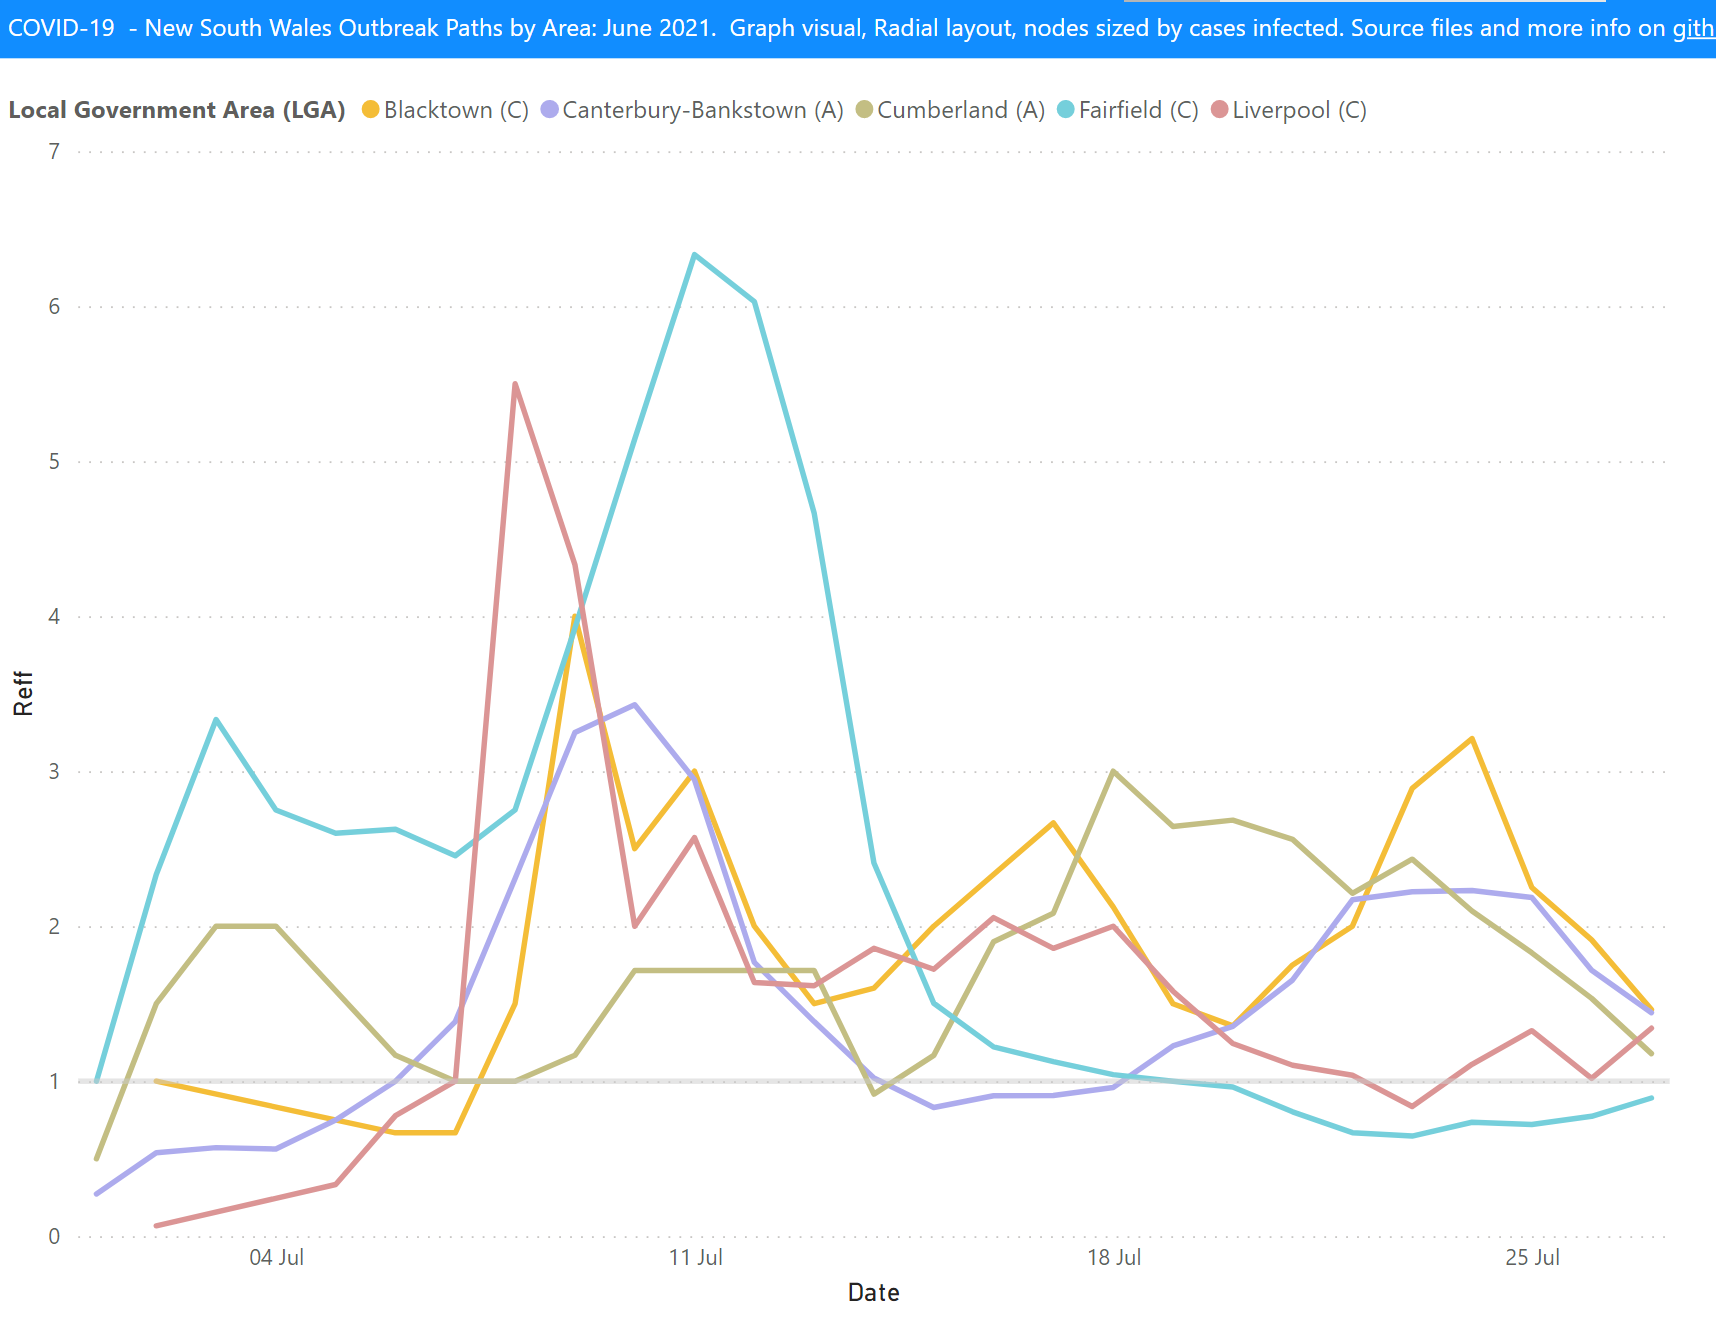 COVID-19 - New South Wales Outbreak Paths by Area: June 2021. Graph visual, Radial layout, nodes sized by cases infected. Source files and more info on gith
Local Government Area (LGA) Blacktown (C) Canterbury-Bankstown (A) Cumberland (A) Fairfield (C) Liverpool (C)
7
6
5
4
3
2
1
0
Reff
04 Jul 11 Jul 18 Jul 25 Jul
Date